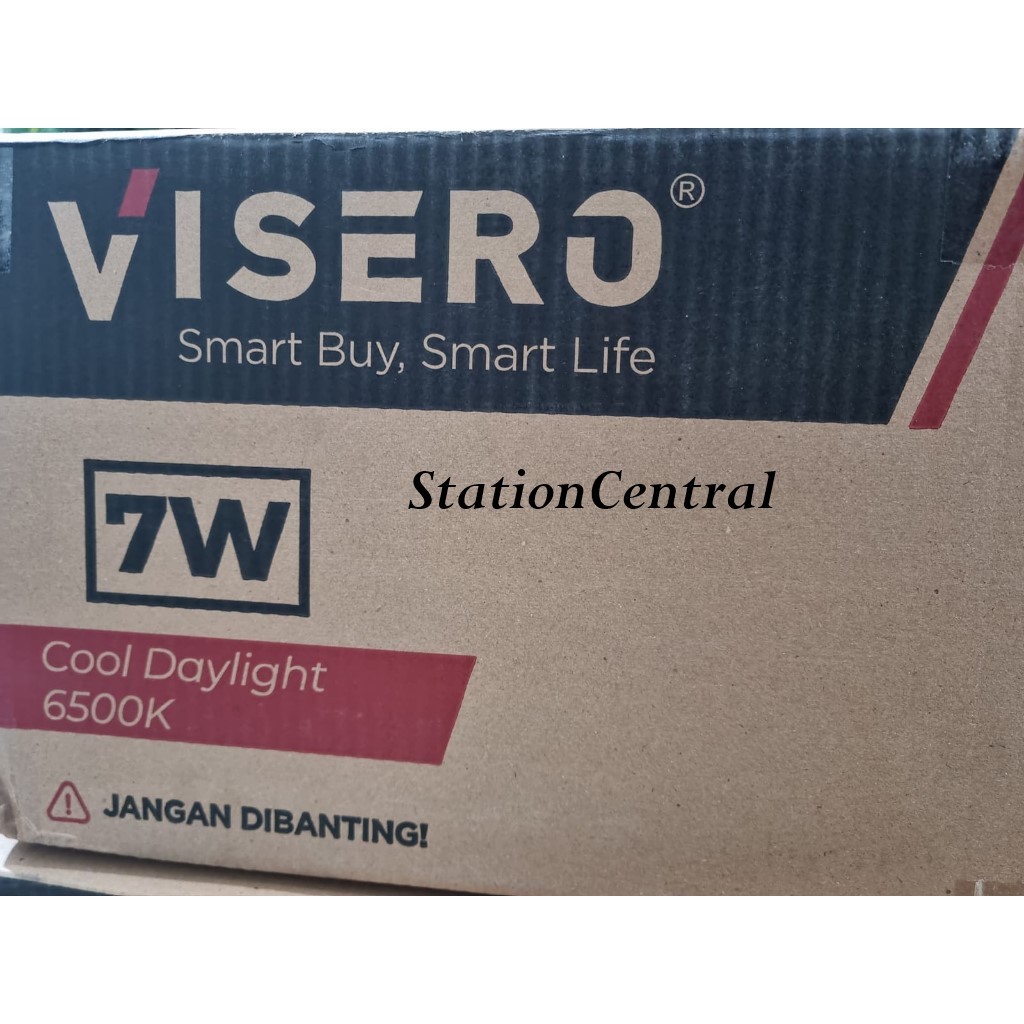 VISERO®
Smart Buy, Smart Life
7W
StationCentral
Cool Daylight
6500K
JANGAN DIBANTING!